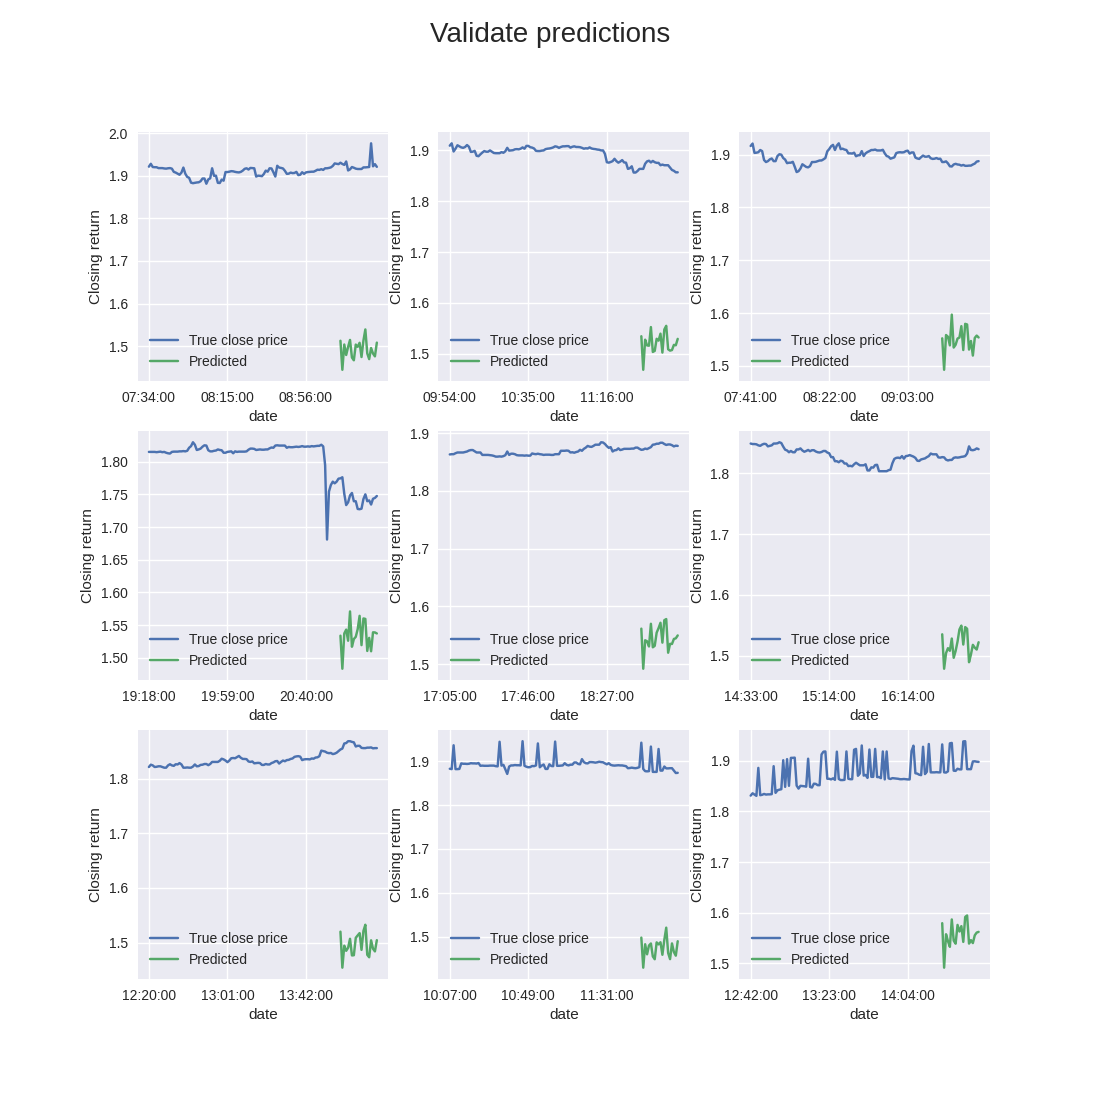 Validate predictions
2.0
1.9
1.8
1.7
1.6
1.5
Closing return
True close price
Predicted
07:34:00 08:15:00 08:56:00
date
1.9
1.8
1.7
1.6
1.5
Closing return
True close price
Predicted
09:54:00 10:35:00 11:16:00
date
1.9
1.8
1.7
1.6
1.5
Closing return
True close price
Predicted
07:41:00 08:22:00 09:03:00
date
1.80
1.75
1.70
1.65
1.60
1.55
1.50
Closing return
True close price
Predicted
19:18:00 19:59:00 20:40:00
date
1.9
1.8
1.7
1.6
1.5
Closing return
True close price
Predicted
17:05:00 17:46:00 18:27:00
date
1.8
1.7
1.6
1.5
Closing return
True close price
Predicted
14:33:00 15:14:00 16:14:00
date
1.8
1.7
1.6
1.5
Closing return
True close price
Predicted
12:20:00 13:01:00 13:42:00
date
1.9
1.8
1.7
1.6
1.5
Closing return
True close price
Predicted
10:07:00 10:49:00 11:31:00
date
1.9
1.8
1.7
1.6
1.5
Closing return
True close price
Predicted
12:42:00 13:23:00 14:04:00
date